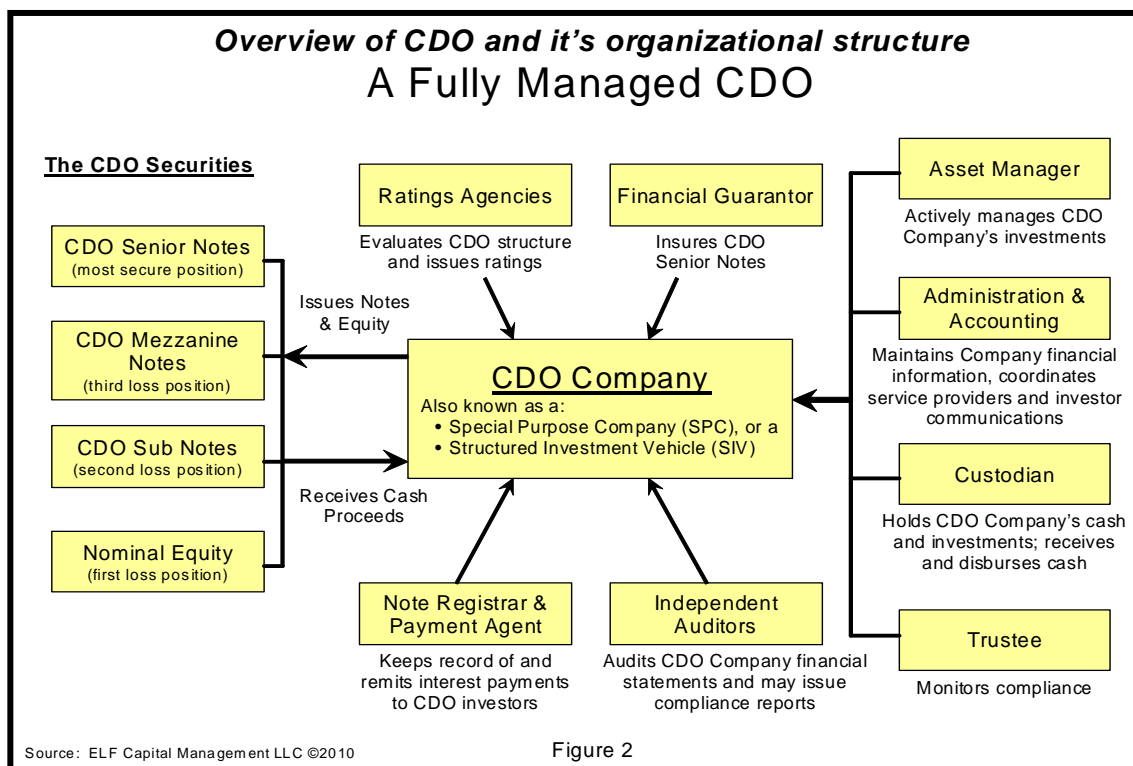 Overview of CDO and it's organizational structure
A Fully Managed CDO
The CDO Securities
CDO Senior Notes
(most secure position)
CDO Mezzanine
Notes
(third loss position)
CDO Sub Notes
(second loss position)
Nominal Equity
(first loss position)
Issues Notes
& Equity
Receives Cash
Proceeds
Ratings Agencies
Evaluates CDO structure
and issues ratings
Financial Guarantor
Insures CDO
Senior Notes
CDO Company
Also known as a:
• Special Purpose Company (SPC), or a
• Structured Investment Vehicle (SIV)
Note Registrar &
Payment Agent
Keeps record of and
remits interest payments
to CDO investors
Independent
Auditors
Audits CDO Company financial
statements and may issue
compliance reports
Asset Manager
Actively manages CDO
Company's investments
Administration &
Accounting
Maintains Company financial
information, coordinates
service providers and investor
communications
Custodian
Holds CDO Company's cash
and investments; receives
and disburses cash
Trustee
Monitors compliance
Source: ELF Capital Management LLC ©2010
Figure 2